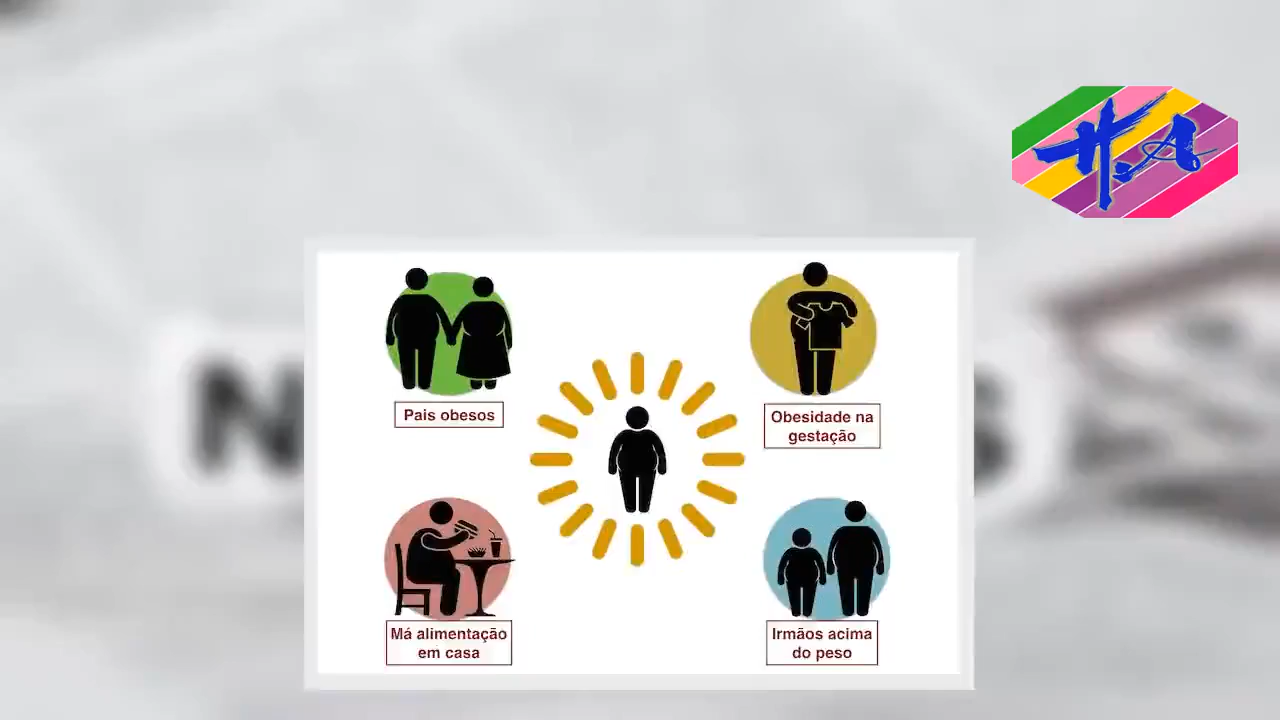 H.A
Pais obesos
Obesidade na
gestação
Má alimentação
em casa
Irmãos acima
do peso